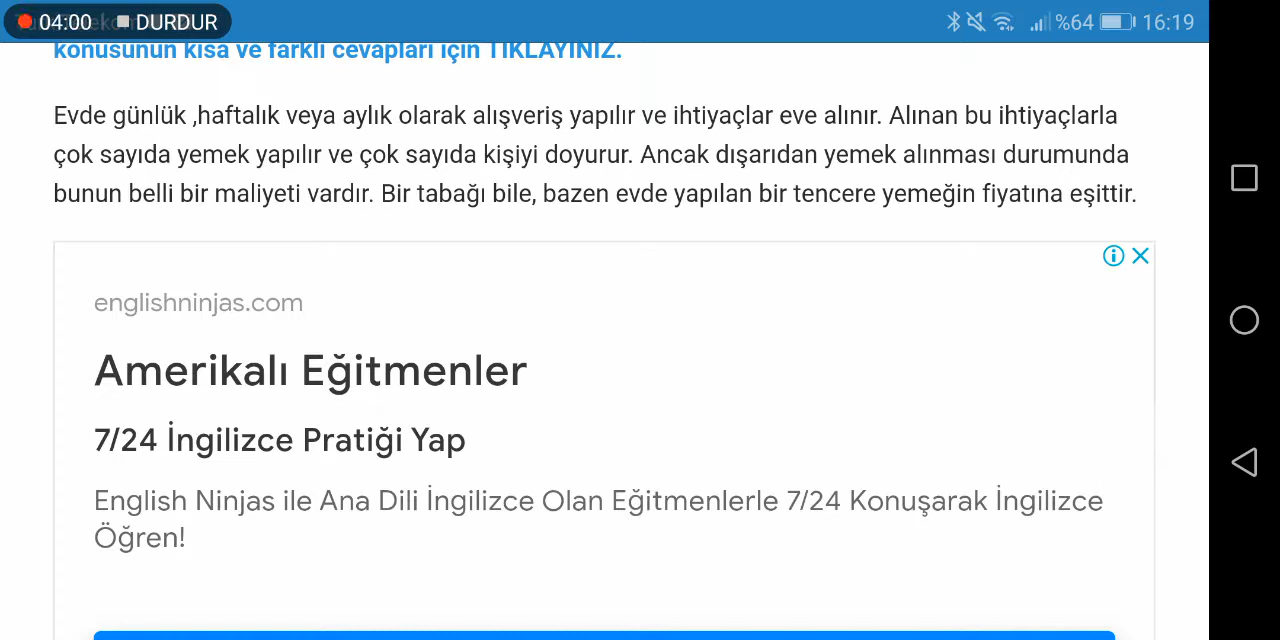 04:00 DURDUR %64 16:19
konusunun kısa ve farklı cevapları için TIKLAYINIZ.
Evde günlük ,haftalık veya aylık olarak alışveriş yapılır ve ihtiyaçlar eve alınır. Alınan bu ihtiyaçlarla
çok sayıda yemek yapılır ve çok sayıda kişiyi doyurur. Ancak dışarıdan yemek alınması durumunda
bunun belli bir maliyeti vardır. Bir tabağı bile, bazen evde yapılan bir tencere yemeğin fiyatına eşittir.
englishninjas.com
Amerikalı Eğitmenler
7/24 İngilizce Pratiği Yap
English Ninjas ile Ana Dili İngilizce Olan Eğitmenlerle 7/24 Konuşarak İngilizce
Öğren!